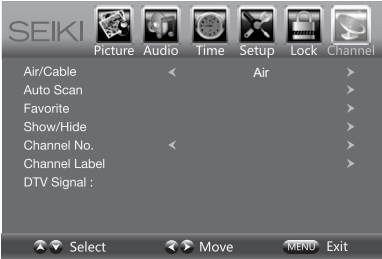 SEIKI
Picture Audio Time Setup Lock Channel
Air/Cable Air
Auto Scan
Favorite
Show/Hide
Channel No.
Channel Label
DTV Signal :
Select Move MENU Exit